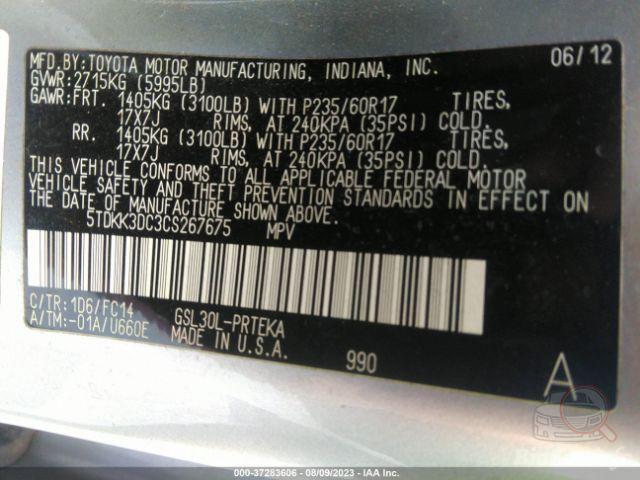 MFD.BY:TOYOTA MOTOR MANUFACTURING, INDIANA, INC. 06/12
GVWR:2715KG (5995LB)
GAWR:FRT. 1405KG (3100LB) WITH P235/60R17 TIRES,
17X7J RIMS, AT 240KPA (35PSI) COLD.
RR. 1405KG (3100LB) WITH P235/60R17 TIRES,
17X7J RIMS, AT 240KPA (35PSI) COLD.
THIS VEHICLE CONFORMS TO ALL APPLICABLE FEDERAL MOTOR
VEHICLE SAFETY AND THEFT PREVENTION STANDARDS IN EFFECT ON
THE DATE OF MANUFACTURE SHOWN ABOVE.
5TDKK3DC3CS267675 MPV
C/TR:1D6/FC14 GSL30L-PRTEKA
A/TM:-01A/U660E MADE IN U.S.A.
990 A
000-37283606 - 08/09/2023 - IAA Inc.